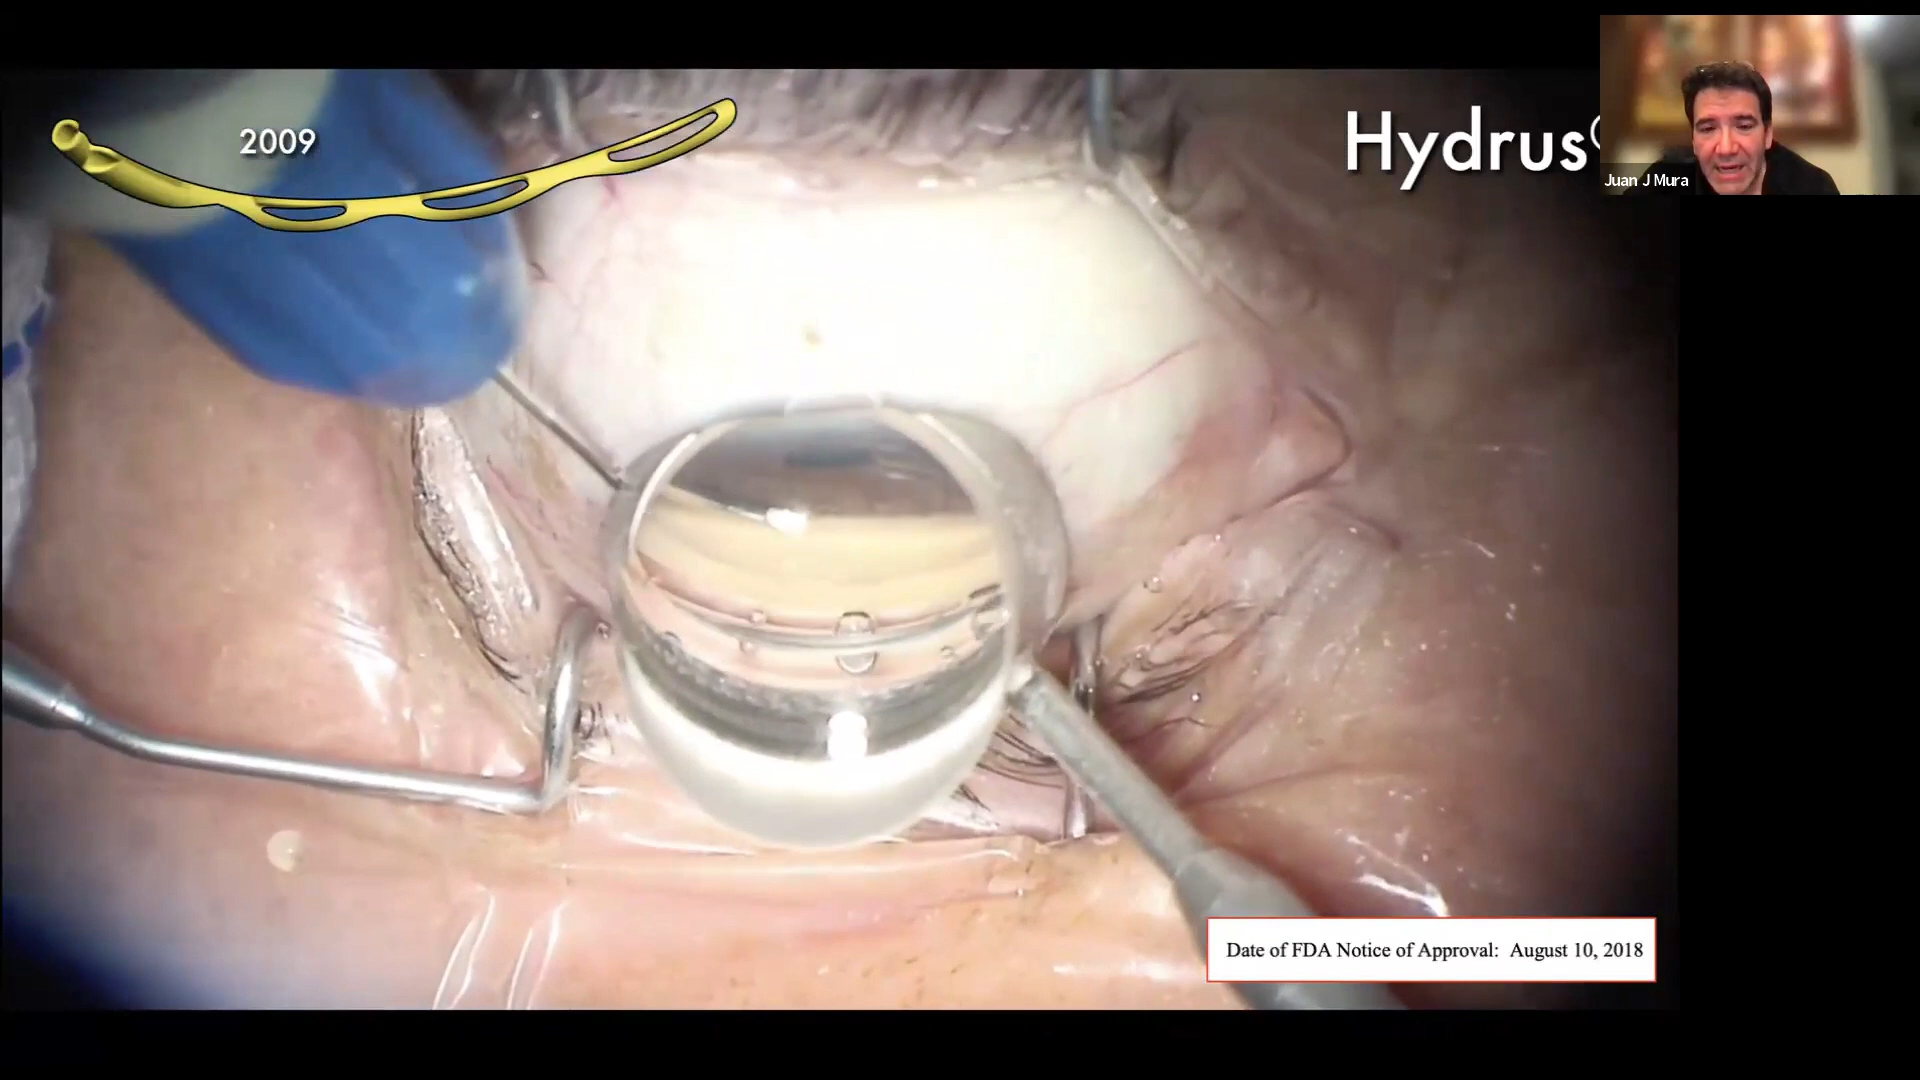 2009
Hydrus
Juan J Mura
Date of FDA Notice of Approval: August 10, 2018